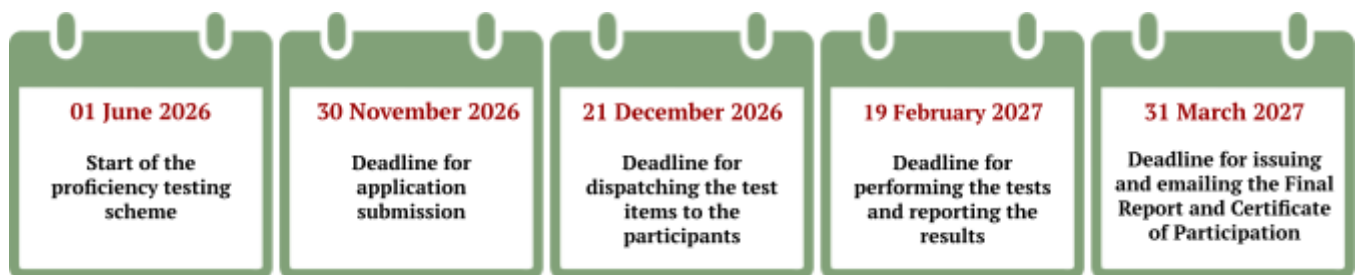 01 June 2026
Start of the
proficiency testing
scheme
30 November 2026
Deadline for
application
submission
21 December 2026
Deadline for
dispatching the test
items to the
participants
19 February 2027
Deadline for
performing the tests
and reporting the
results
31 March 2027
Deadline for issuing
and emailing the Final
Report and Certificate
of Participation